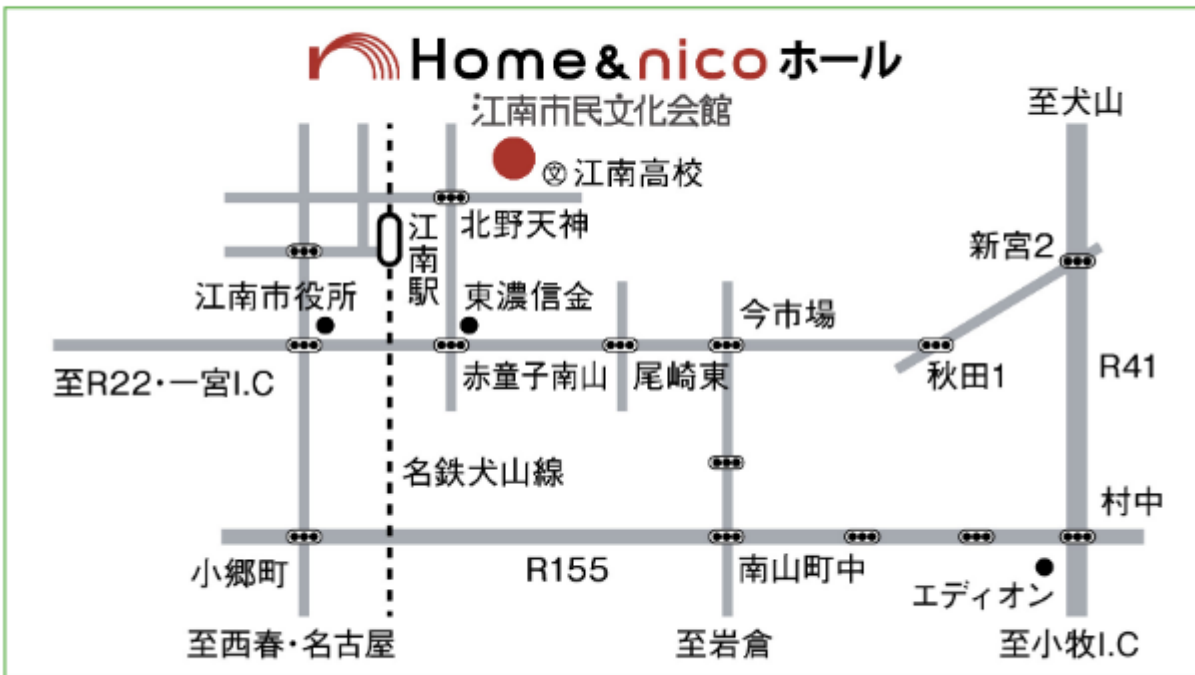 Home&nicoホール
江南市民文化会館
至犬山
文 江南高校
北野天神
江南駅
新宮2
江南市役所
東濃信金
今市場
至R22・一宮I.C
赤童子南山
尾崎東
秋田1
R41
名鉄犬山線
村中
小郷町
R155
南山町中
エディオン
至西春・名古屋
至岩倉
至小牧I.C